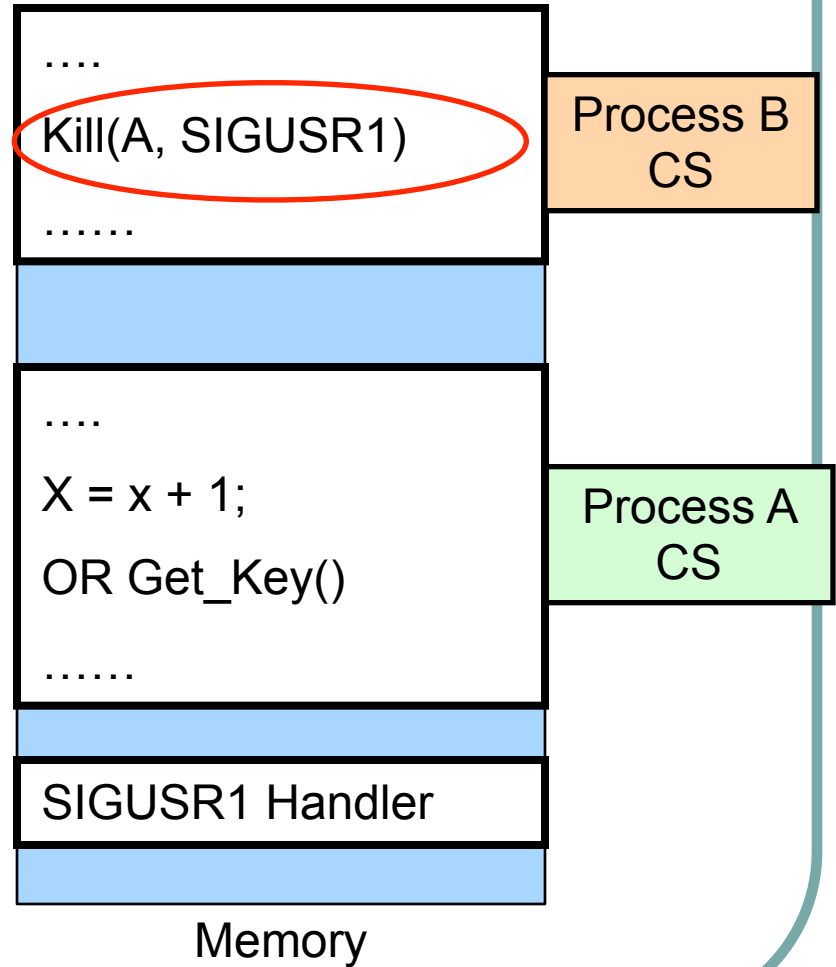 ….
Kill(A, SIGUSR1)
……
Process B
CS
….
X = x + 1;
OR Get_Key()
……
Process A
CS
SIGUSR1 Handler
Memory